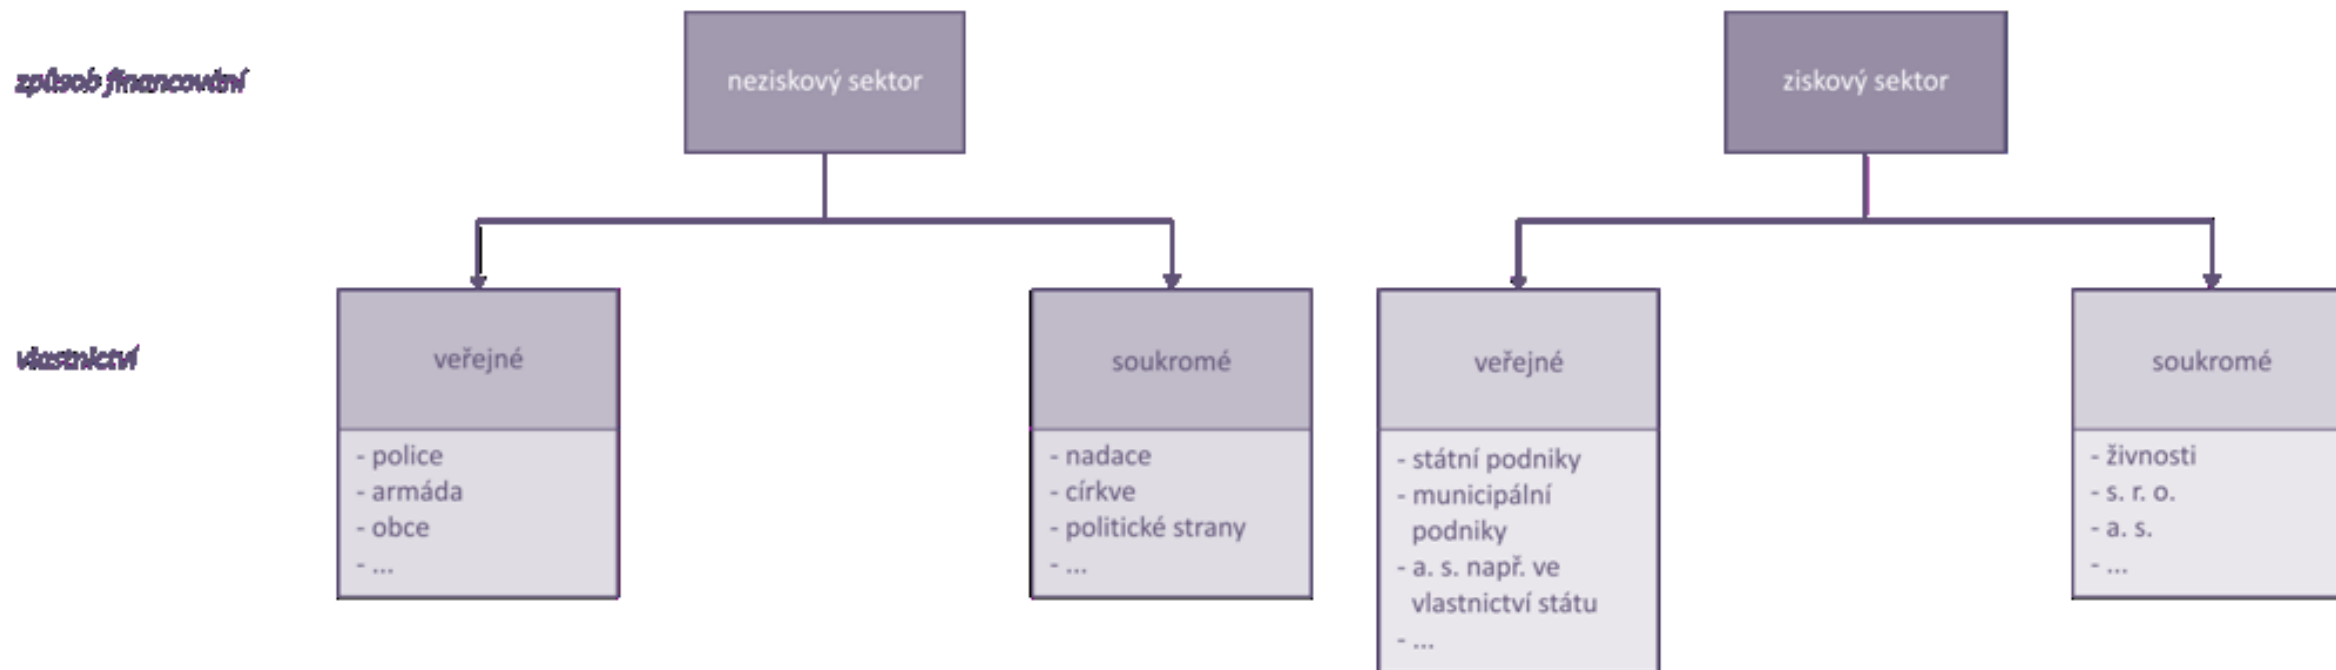 způsob financování
neziskový sektor
ziskový sektor
vlastnictví
veřejné
- police
- armáda
- obce
- ...
soukromé
- nadace
- církve
- politické strany
- ...
veřejné
- státní podniky
- municipální
podniky
- a. s. např. ve
vlastnictví státu
- ...
soukromé
- živnosti
- s. r. o.
- a. s.
- ...